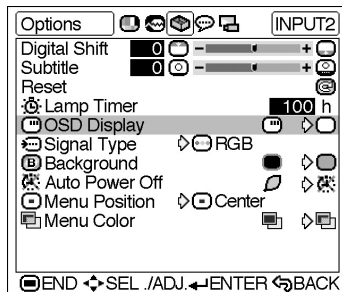 Options INPUT2
Digital Shift 0 - +
Subtitle 0 - +
Reset
Lamp Timer 100 h
OSD Display
Signal Type RGB
B Background
Auto Power Off
Menu Position Center
Menu Color
END SEL ./ADJ. ENTER BACK